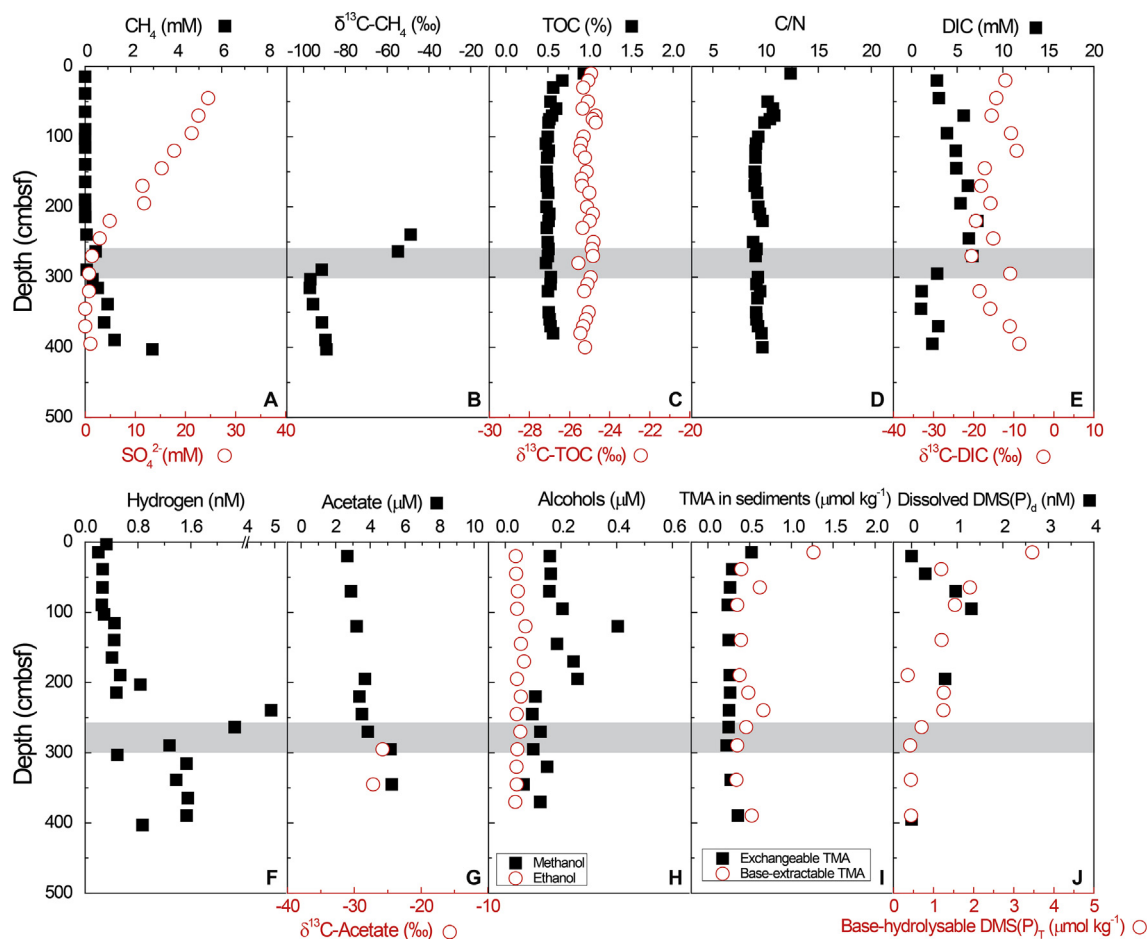 CH₄ (mM) ■ δ¹³C-CH₄ (‰) TOC (%) ■ C/N DIC (mM) ■
0 2 4 6 8 -100 -80 -60 -40 -20 0.0 0.5 1.0 1.5 2.0 5 10 15 20 0 5 10 15 20
Depth (cmbsf)
0
100
200
300
400
500
A B C D E
0 10 20 30 40 -30 -28 -26 -24 -22 -20 -40 -30 -20 -10 0 10
SO₄²⁻(mM) ○ δ¹³C-TOC (‰) ○ δ¹³C-DIC (‰) ○
Hydrogen (nM) Acetate (μM) ■ Alcohols (μM) TMA in sediments (μmol kg⁻¹) Dissolved DMS(P)d (nM) ■
0.0 0.8 1.6 4 5 0 2 4 6 8 10 0.0 0.2 0.4 0.6 0.0 0.5 1.0 1.5 2.0 0 1 2 3 4
Depth (cmbsf)
0
100
200
300
400
500
■ Methanol
○ Ethanol
■ Exchangeable TMA
○ Base-extractable TMA
F G H I J
-40 -30 -20 -10 0 1 2 3 4 5
δ¹³C-Acetate (‰) ○ Base-hydrolysable DMS(P)T (μmol kg⁻¹) ○